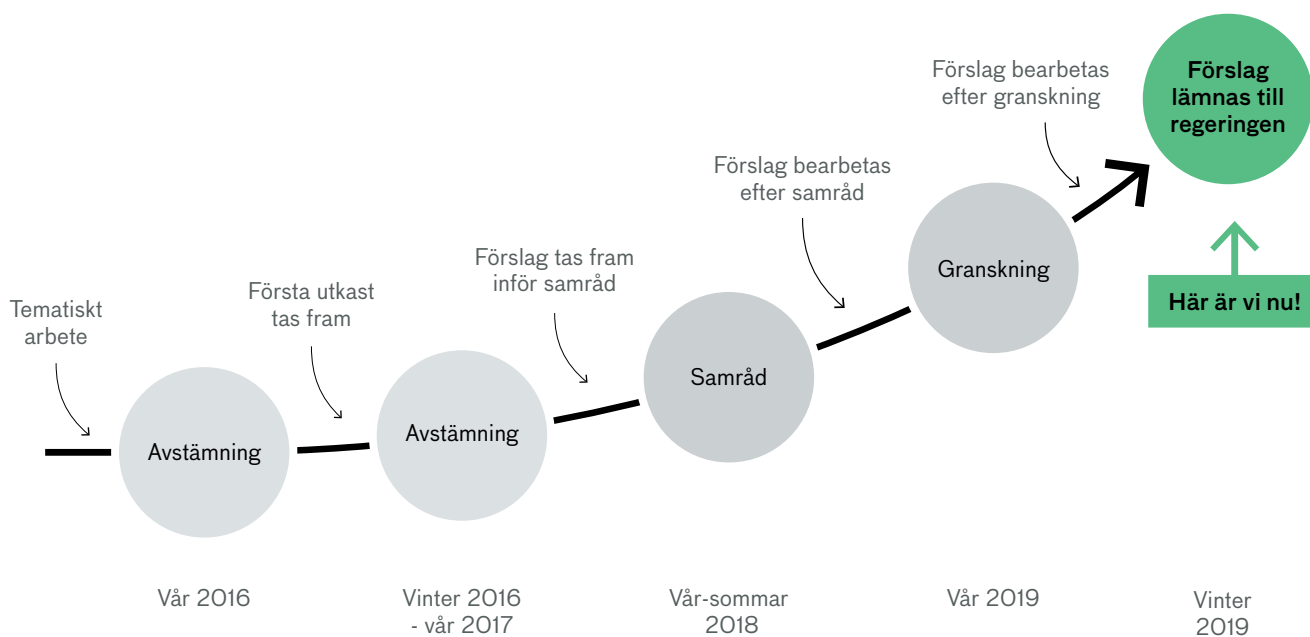 Tematiskt
arbete
Avstämning
Vår 2016
Första utkast
tas fram
Avstämning
Vinter 2016
- vår 2017
Förslag tas fram
inför samråd
Samråd
Vår-sommar
2018
Förslag bearbetas
efter samråd
Granskning
Vår 2019
Förslag bearbetas
efter granskning
Förslag
lämnas till
regeringen
Här är vi nu!
Vinter
2019